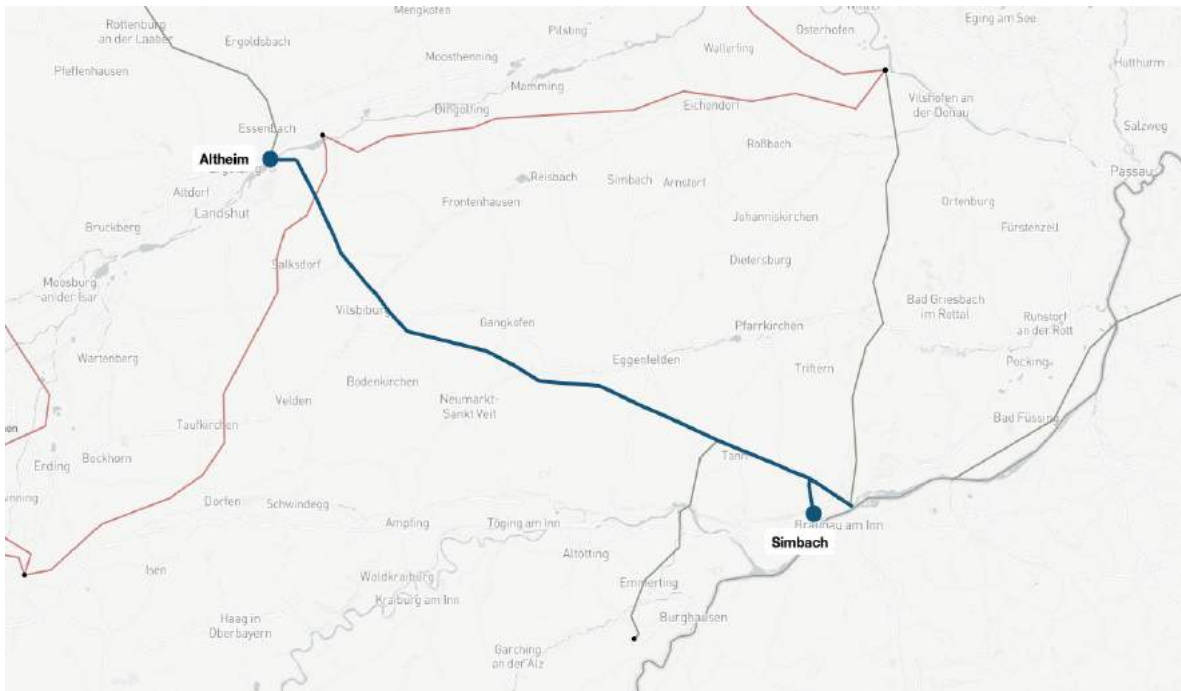 Rottenburg
an der Laaber
Mengkofen
Pilsting
Osterhofen
Eging am See
Ergoldsbach
Moosthenning
Wallerfing
Hutthurm
Pfeffenhausen
Mamming
Dingolfing
Eichendorf
Vilshofen an
der Donau
Essenbach
Salzweg
Altheim
Roßbach
Passau
Reisbach
Simbach
Arnstorf
Altdorf
Landshut
Frontenhausen
Ortenburg
Johanniskirchen
Fürstenzell
Bruckberg
Dietersburg
Salksdorf
Moosburg
an der Isar
Bad Griesbach
im Rottal
Vilsbiburg
Gangkofen
Pfarrkirchen
Ruhstorf
an der Rott
Wartenberg
Eggenfelden
Triftern
Pocking
Bodenkirchen
Velden
Neumarkt-
Sankt Veit
Bad Füssing
Taufkirchen
Erding
Bockhorn
Tann
Dorfen
Schwindegg
Ampfing
Töging am Inn
Braunau am Inn
Simbach
Isen
Altötting
Waldkraiburg
Kraiburg am Inn
Emmerting
Haag in
Oberbayern
Burghausen
Garching
an der Alz